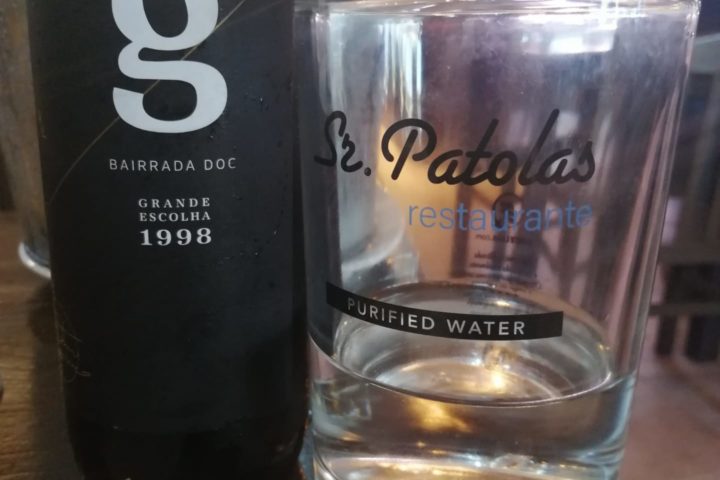 g
BAIRRADA DOC
GRANDE
ESCOLHA
1998
Sr. Patolas
restaurante
PURIFIED WATER